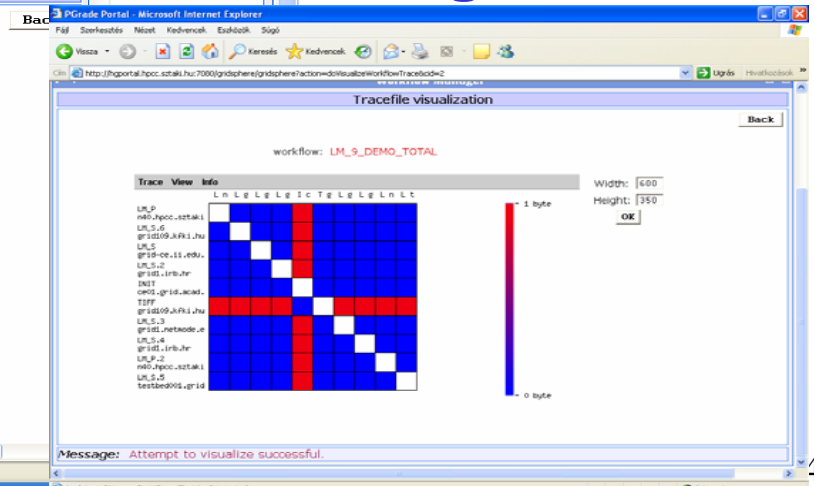 Back
PGrade Portal - Microsoft Internet Explorer
Fájl Szerkesztés Nézet Kedvencek Eszközök Súgó
Vissza Keresés Kedvencek
Cím http://hgportal.hpcc.sztaki.hu:7080/gridsphere/gridsphere?action=doVisualizeWorkflowTrace&cid=2 Ugrás Hivatkozások »
Workflow Manager
Tracefile visualization
Back
workflow: LM_9_DEMO_TOTAL
Trace View Info
Width: 600
Height: 350
OK
L n L g L g L g I c T g L g L g L n L t
LM_P
n40.hpcc.sztaki
LM_S.6
grid109.kfki.hu
LM_S
grid-ce.ii.edu.
LM_S.2
grid1.irb.hr
INIT
ce01.grid.acad.
TIFF
grid109.kfki.hu
LM_S.3
grid1.netmode.e
LM_S.4
grid1.irb.hr
LM_P.2
n40.hpcc.sztaki
LM_S.5
testbed001.grid
1 byte
0 byte
Message: Attempt to visualize successful.